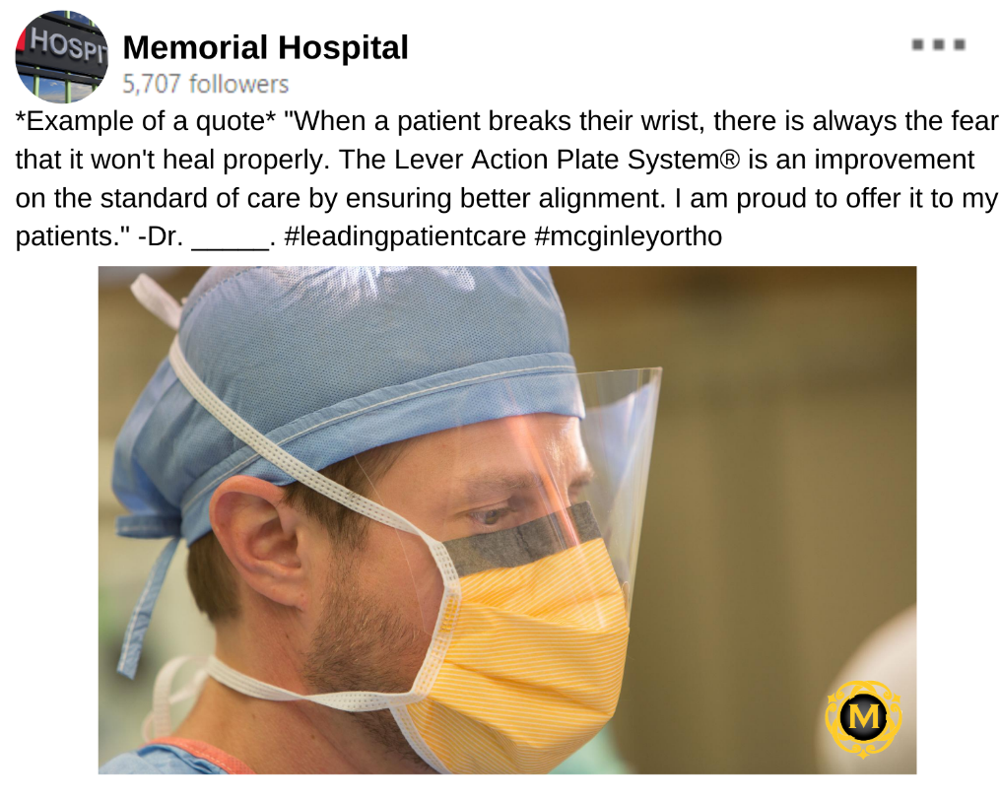 HOSPI
Memorial Hospital
5,707 followers
*Example of a quote* "When a patient breaks their wrist, there is always the fear
that it won't heal properly. The Lever Action Plate System® is an improvement
on the standard of care by ensuring better alignment. I am proud to offer it to my
patients." -Dr. _____. #leadingpatientcare #mcginleyortho
M